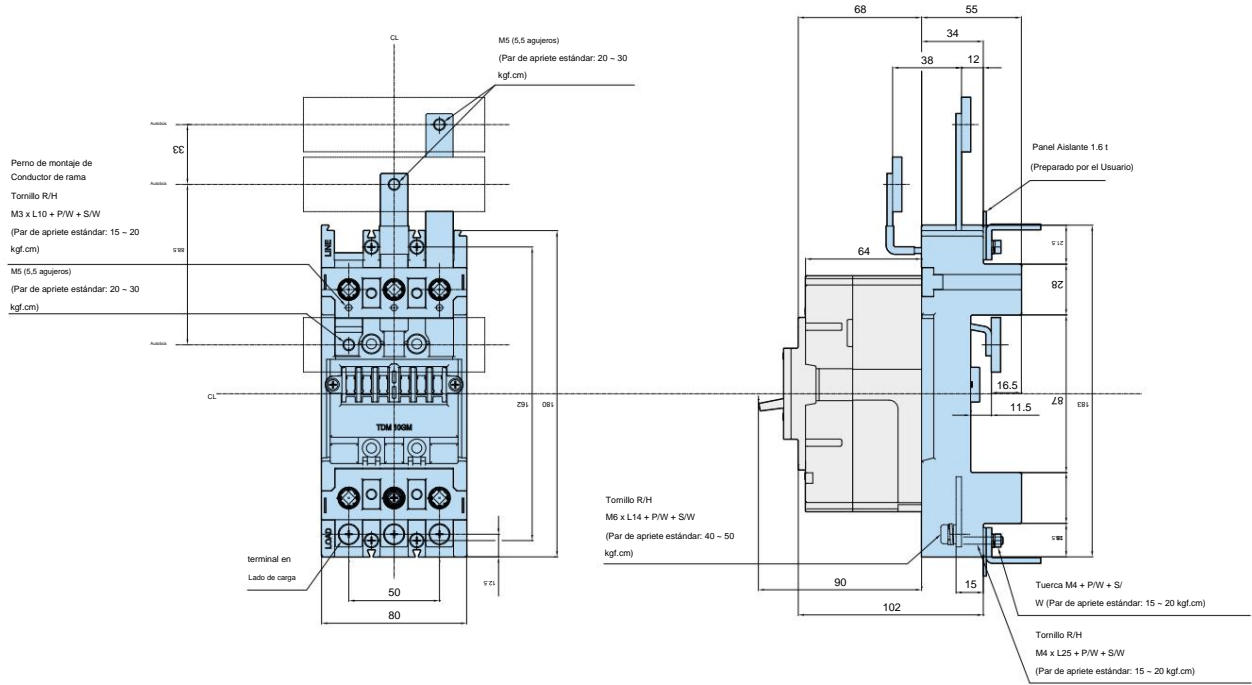 CL
M5 (5,5 agujeros)
(Par de apriete estándar: 20 ~ 30
kgf.cm)
33
Perno de montaje de
Conductor de rama
Tornillo R/H
M3 x L10 + P/W + S/W
(Par de apriete estándar: 15 ~ 20
kgf.cm)
M5 (5,5 agujeros)
(Par de apriete estándar: 20 ~ 30
kgf.cm)
88.5
LINE
CL
TDM 50GM
162
180
LOAD
terminal en
Lado de carga
12.5
50
80
68
55
34
38
12
Panel Aislante 1.6 t
(Preparado por el Usuario)
64
21.5
28
16.5
11.5
87
183
Tornillo R/H
M6 x L14 + P/W + S/W
(Par de apriete estándar: 40 ~ 50
kgf.cm)
15
90
102
Tuerca M4 + P/W + S/
W (Par de apriete estándar: 15 ~ 20 kgf.cm)
Tornillo R/H
M4 x L25 + P/W + S/W
(Par de apriete estándar: 15 ~ 20 kgf.cm)